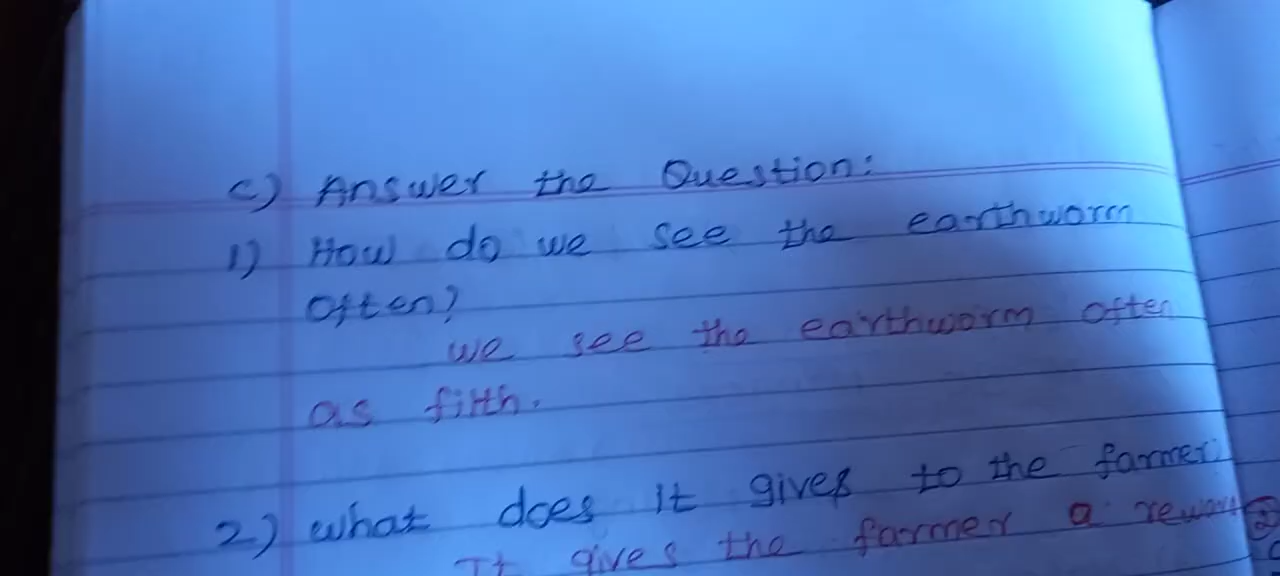 C) Answer the Question:
1) How do we see the earthworm
often?
we see the earthworm often
as filth.
2) what does it gives to the farmer
It gives the farmer a